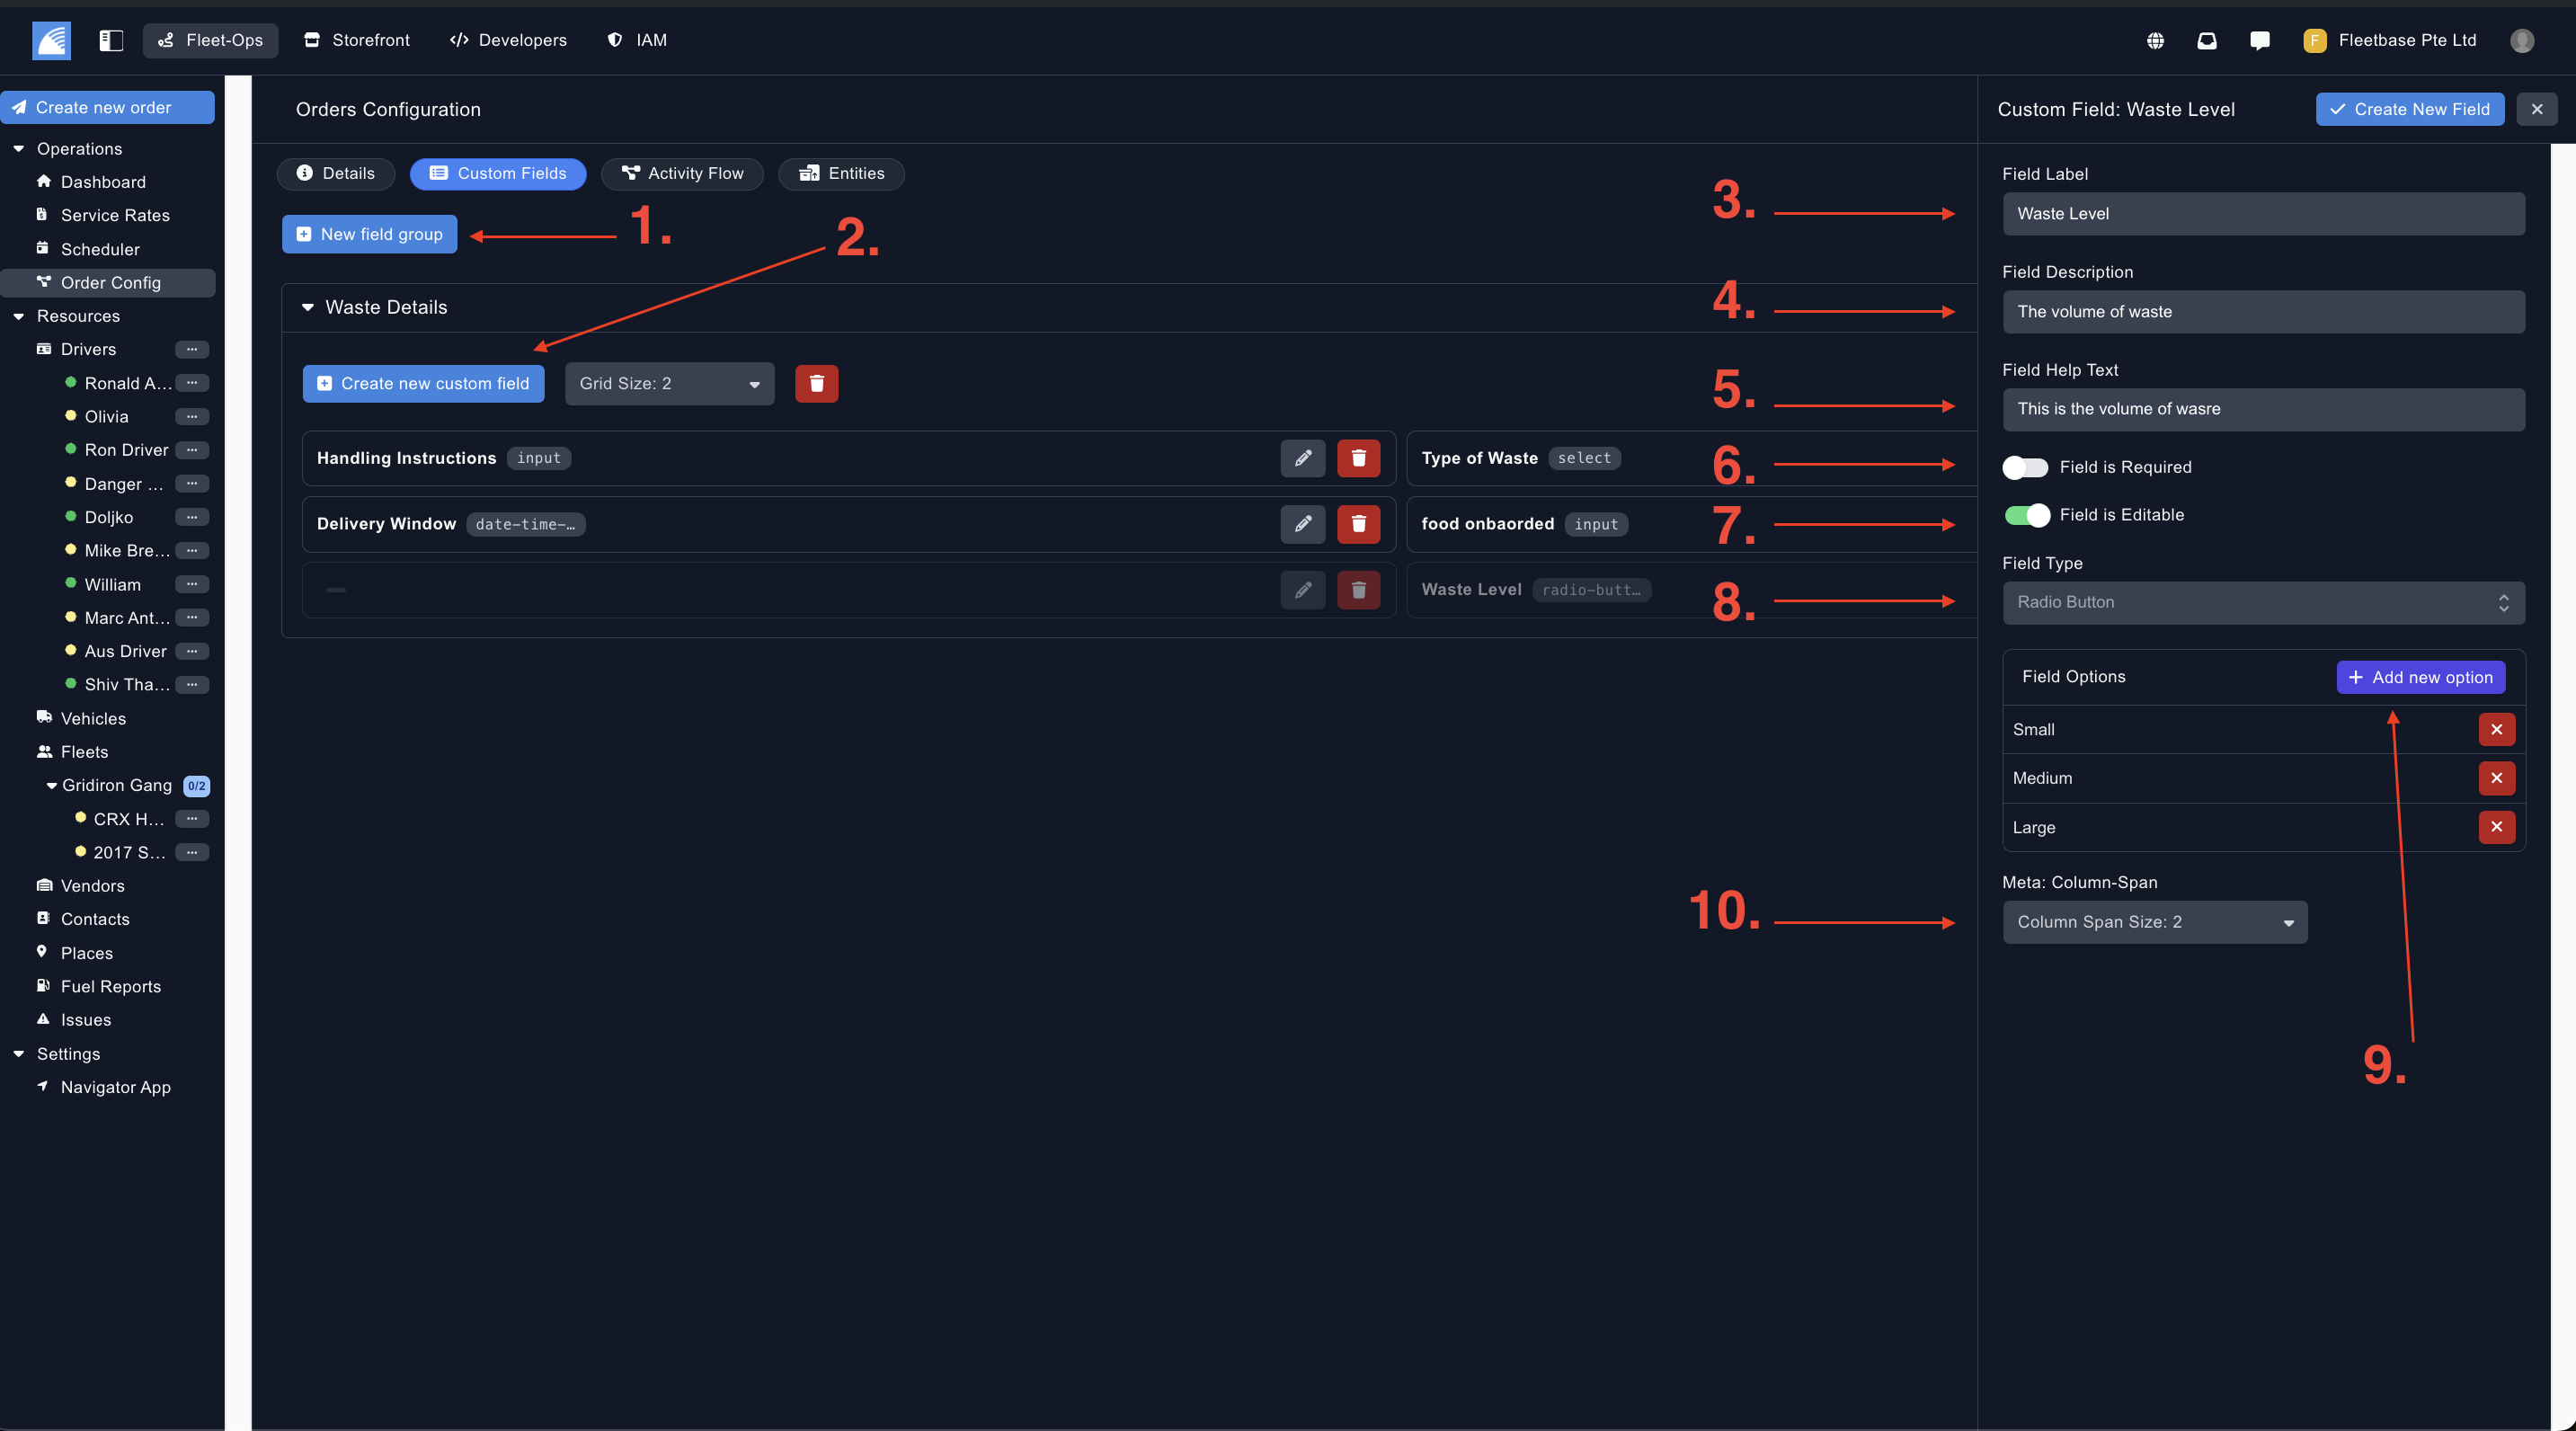 Fleet-Ops
Storefront
Developers
IAM
F
Fleetbase Pte Ltd
Create new order
Operations
Dashboard
Service Rates
Scheduler
Order Config
Resources
Drivers
Ronald A...
Olivia
Ron Driver
Danger ...
Doljko
Mike Bre...
William
Marc Ant...
Aus Driver
Shiv Tha...
Vehicles
Fleets
Gridiron Gang 0/2
CRX H...
2017 S...
Vendors
Contacts
Places
Fuel Reports
Issues
Settings
Navigator App
Orders Configuration
Details
Custom Fields
Activity Flow
Entities
New field group
1.
2.
Waste Details
Create new custom field
Grid Size: 2
Handling Instructions input
Type of Waste select
Delivery Window date-time-...
food onbaorded input
Waste Level radio-butt...
3.
4.
5.
6.
7.
8.
10.
Custom Field: Waste Level
Create New Field
Field Label
Waste Level
Field Description
The volume of waste
Field Help Text
This is the volume of wasre
Field is Required
Field is Editable
Field Type
Radio Button
Field Options
Add new option
Small
Medium
Large
Meta: Column-Span
Column Span Size: 2
9.